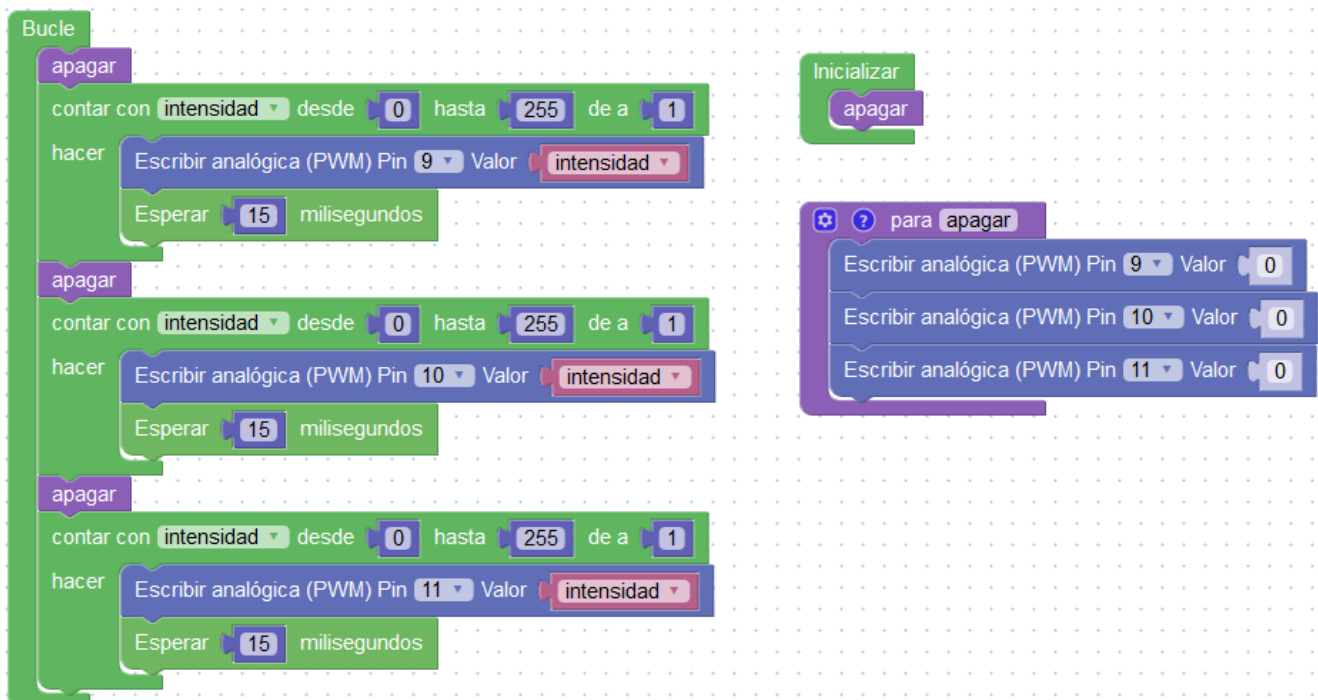 Bucle
apagar
contar con intensidad desde 0 hasta 255 de a 1
hacer
Escribir analógica (PWM) Pin 9 Valor intensidad
Esperar 15 milisegundos
apagar
contar con intensidad desde 0 hasta 255 de a 1
hacer
Escribir analógica (PWM) Pin 10 Valor intensidad
Esperar 15 milisegundos
apagar
contar con intensidad desde 0 hasta 255 de a 1
hacer
Escribir analógica (PWM) Pin 11 Valor intensidad
Esperar 15 milisegundos
Inicializar
apagar
? para apagar
Escribir analógica (PWM) Pin 9 Valor 0
Escribir analógica (PWM) Pin 10 Valor 0
Escribir analógica (PWM) Pin 11 Valor 0